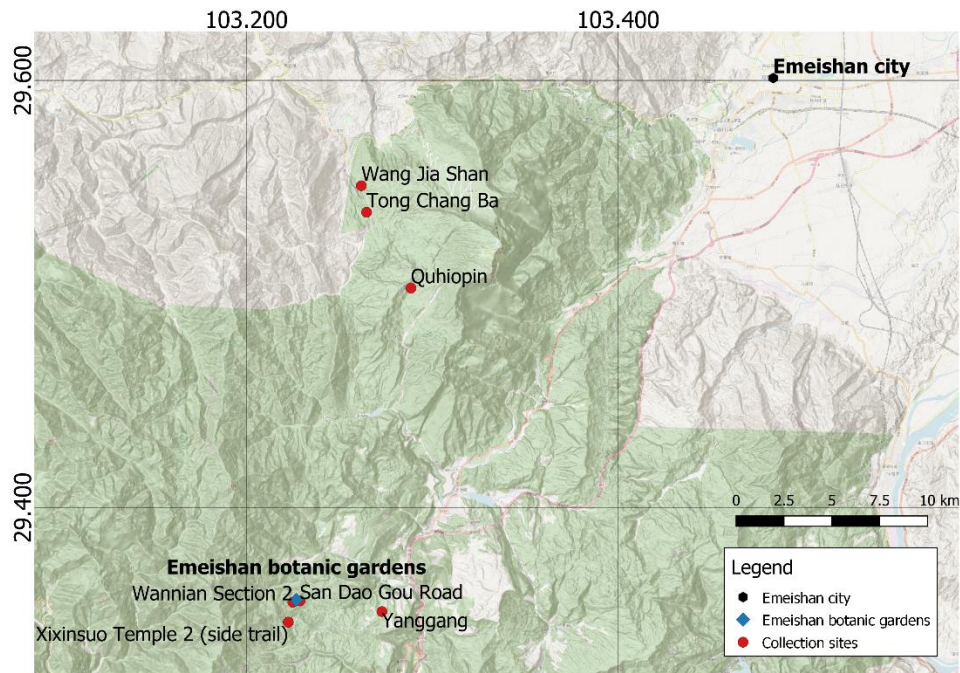 103.200
103.400
29.600
Emeishan city
Wang Jia Shan
Tong Chang Ba
Quhiopin
29.400
0 2.5 5 7.5 10 km
Emeishan botanic gardens
Wannian Section 2
San Dao Gou Road
Yanggang
Xixinsuo Temple 2 (side trail)
Legend
Emeishan city
Emeishan botanic gardens
Collection sites